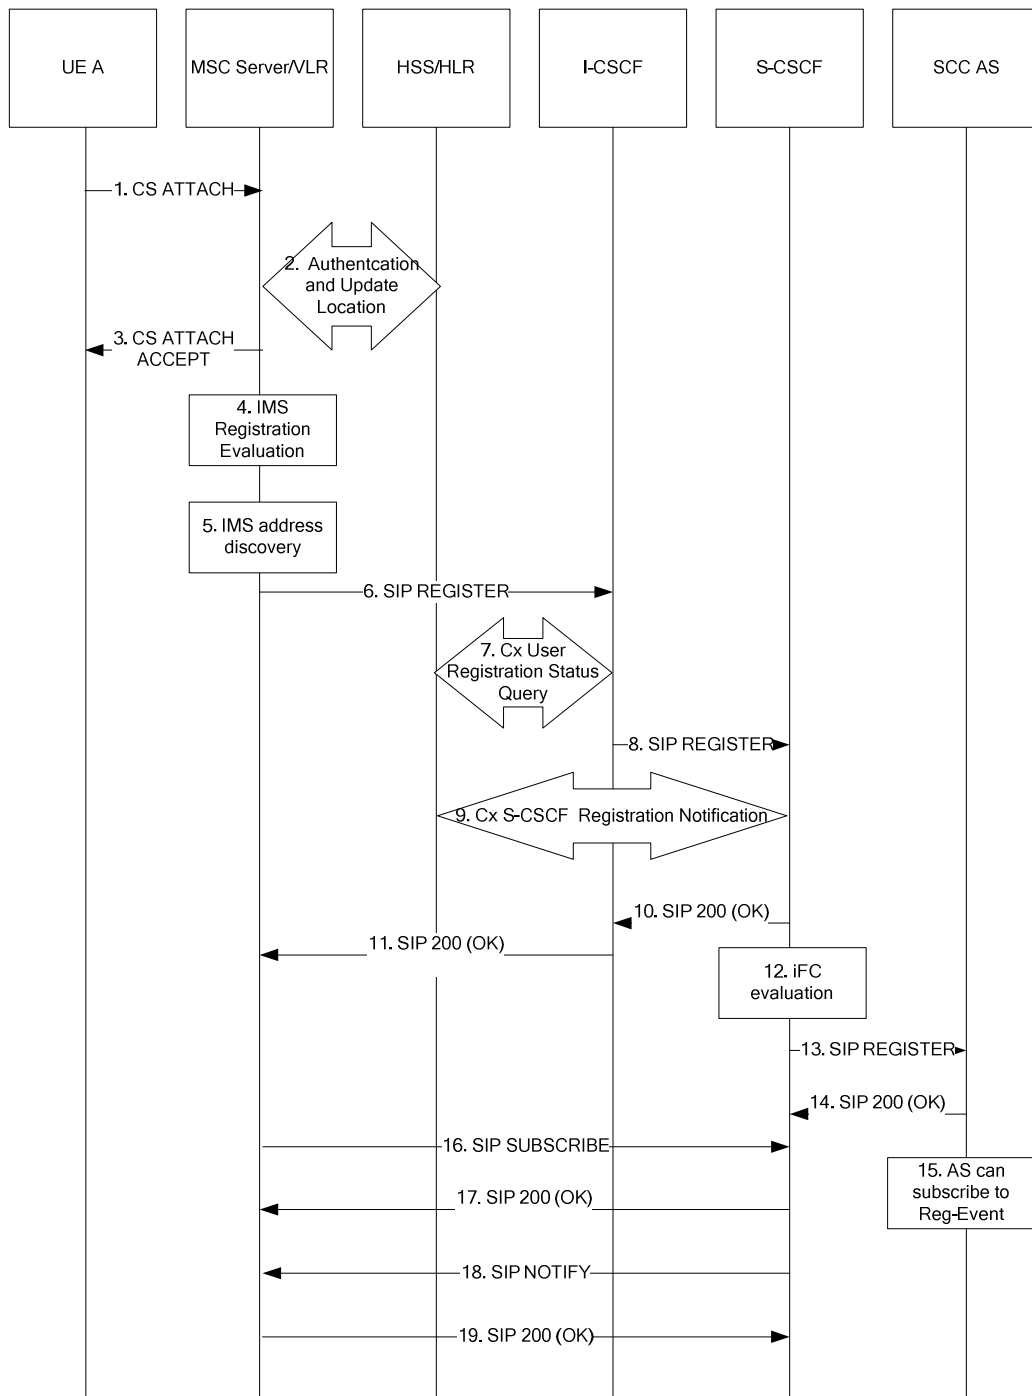 UE A
MSC Server/VLR
HSS/HLR
I-CSCF
S-CSCF
SCC AS
1. CS ATTACH
2. Authentcation
and Update
Location
3. CS ATTACH
ACCEPT
4. IMS
Registration
Evaluation
5. IMS address
discovery
6. SIP REGISTER
7. Cx User
Registration Status
Query
8. SIP REGISTER
9. Cx S-CSCF Registration Notification
10. SIP 200 (OK)
11. SIP 200 (OK)
12. iFC
evaluation
13. SIP REGISTER
14. SIP 200 (OK)
16. SIP SUBSCRIBE
15. AS can
subscribe to
Reg-Event
17. SIP 200 (OK)
18. SIP NOTIFY
19. SIP 200 (OK)